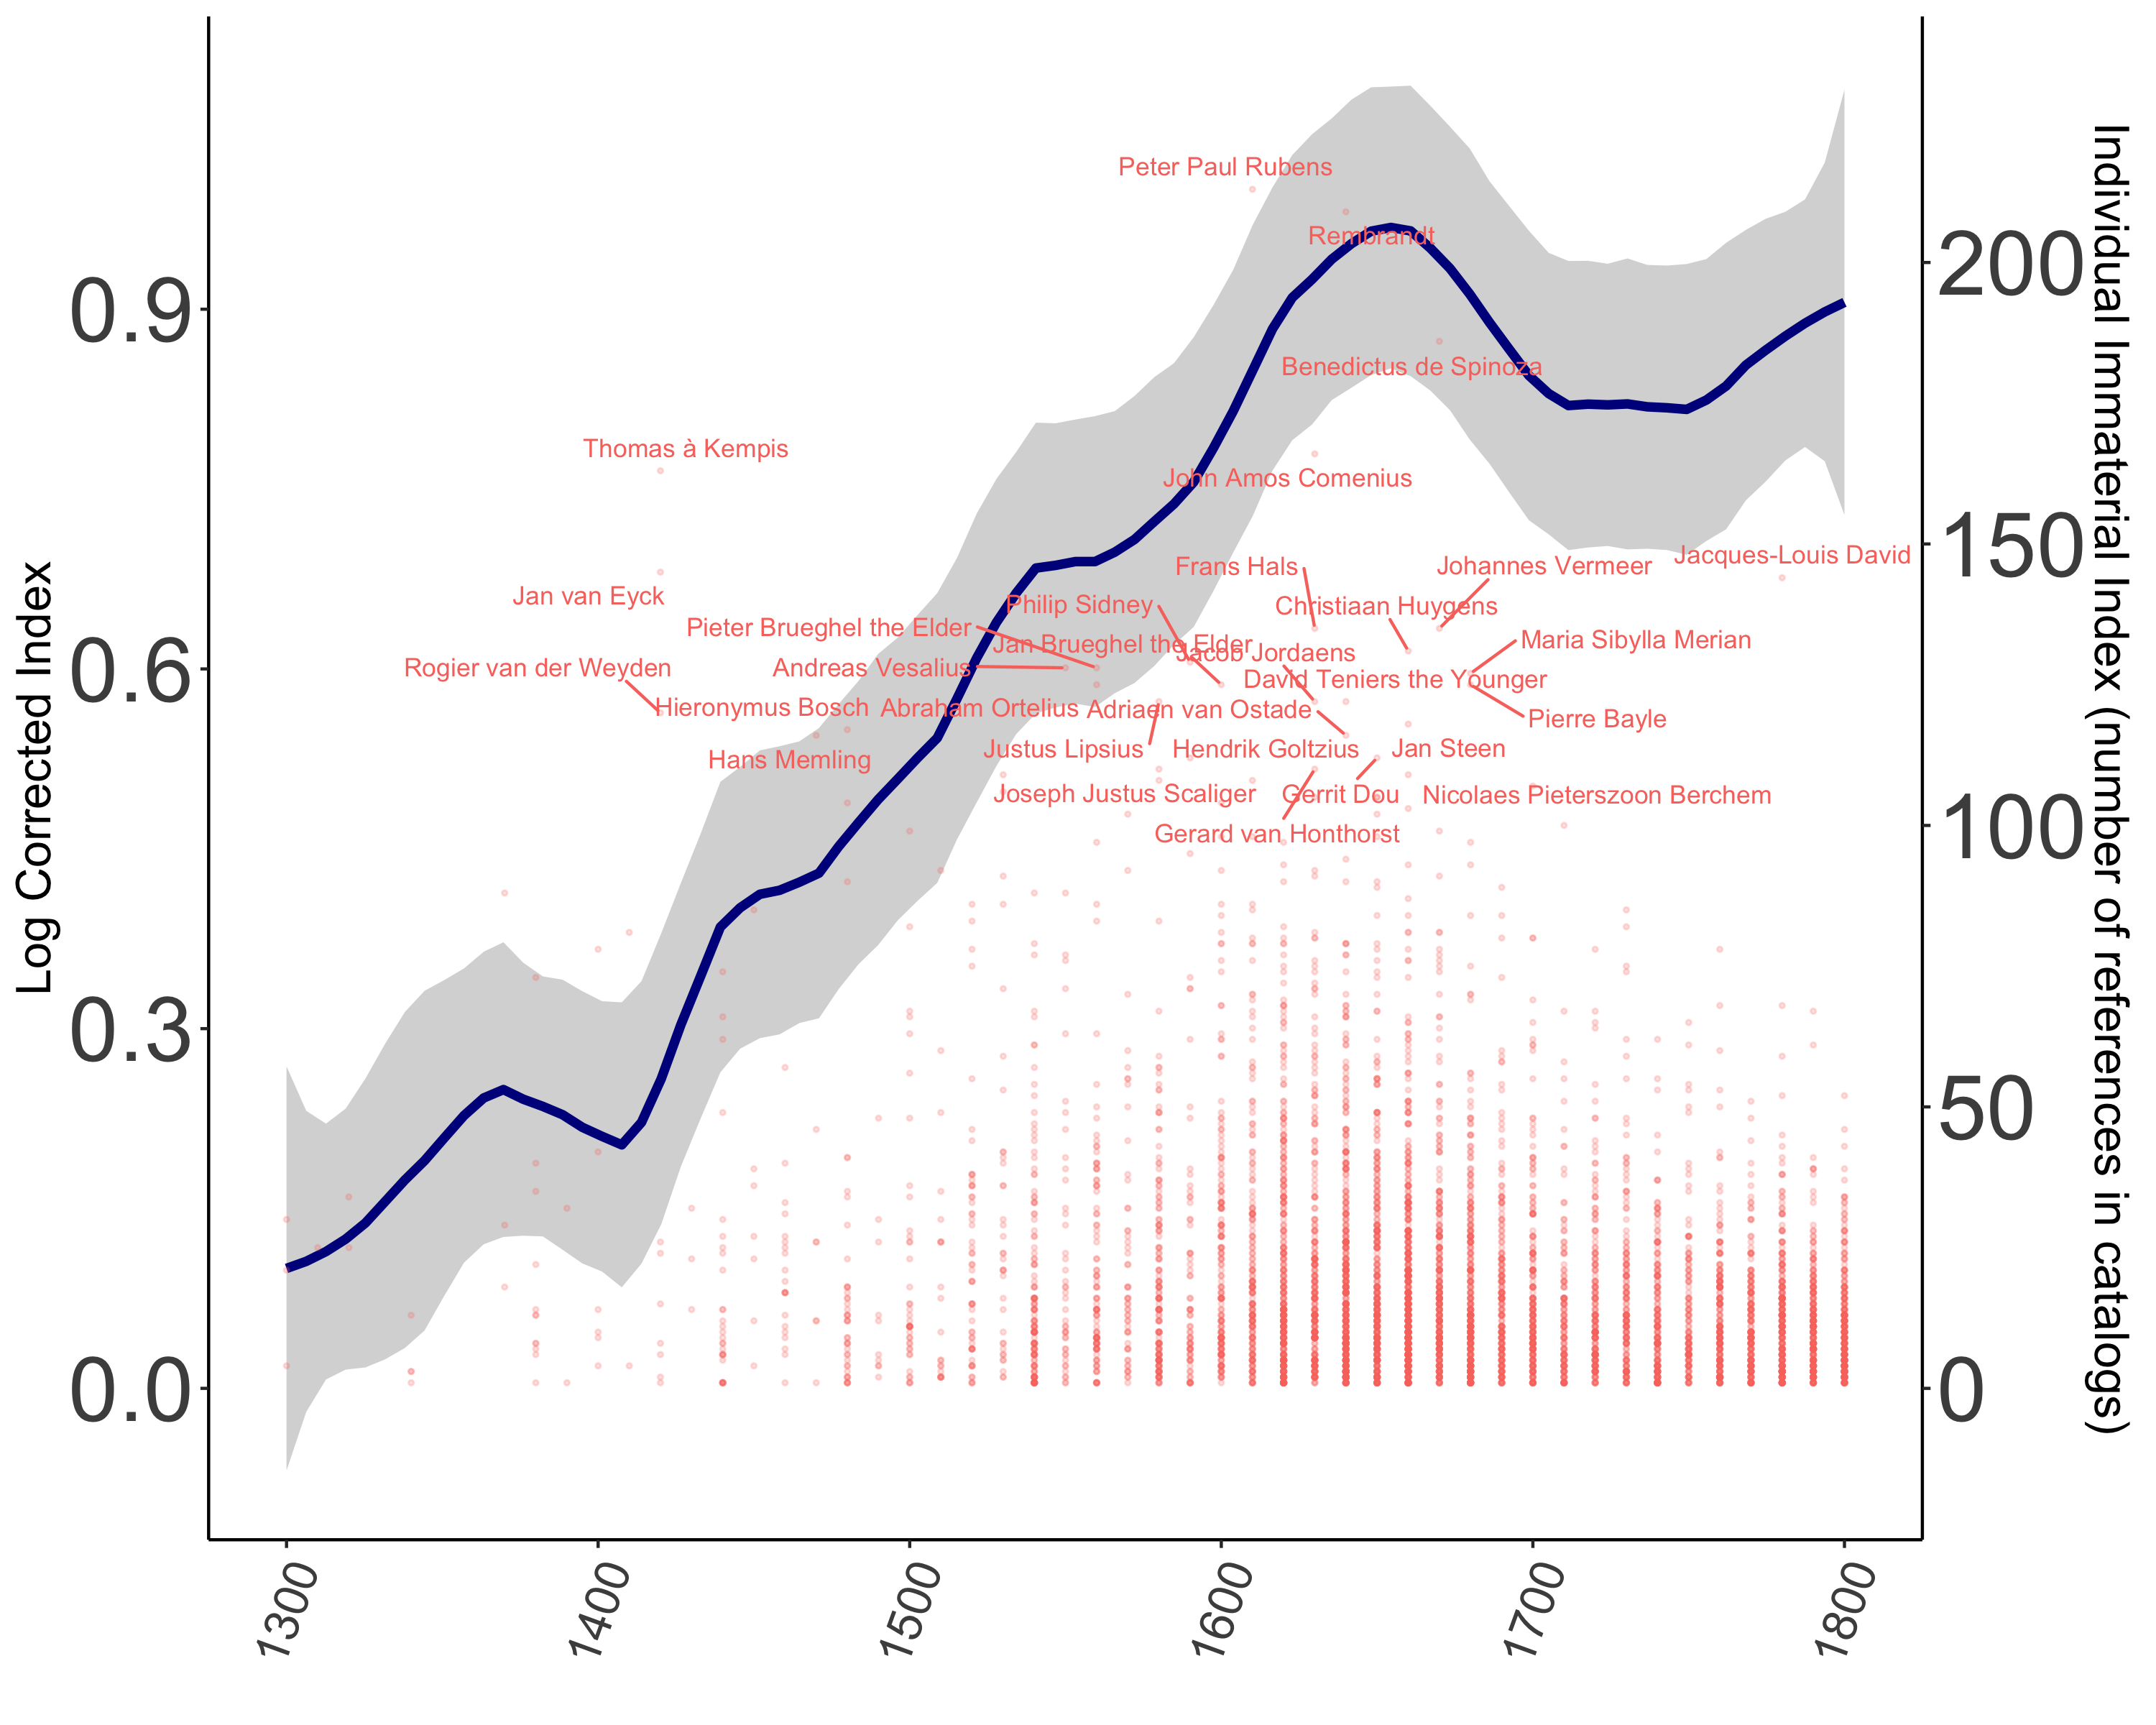 Peter Paul Rubens
Rembrandt
0.9
200
Benedictus de Spinoza
Thomas à Kempis
John Amos Comenius
150
Jacques-Louis David
Frans Hals
Johannes Vermeer
Jan van Eyck
Philip Sidney
Christiaan Huygens
Pieter Brueghel the Elder
Jan Brueghel the Elder
Maria Sibylla Merian
Jacob Jordaens
0.6
Rogier van der Weyden
Andreas Vesalius
David Teniers the Younger
Hieronymus Bosch
Abraham Ortelius
Adriaen van Ostade
Pierre Bayle
Hans Memling
Justus Lipsius
Hendrik Goltzius
Jan Steen
Joseph Justus Scaliger
Gerrit Dou
Nicolaes Pieterszoon Berchem
100
Gerard van Honthorst
0.3
50
0.0
0
1300
1400
1500
1600
1700
1800
Log Corrected Index
Individual Immaterial Index (number of references in catalogs)